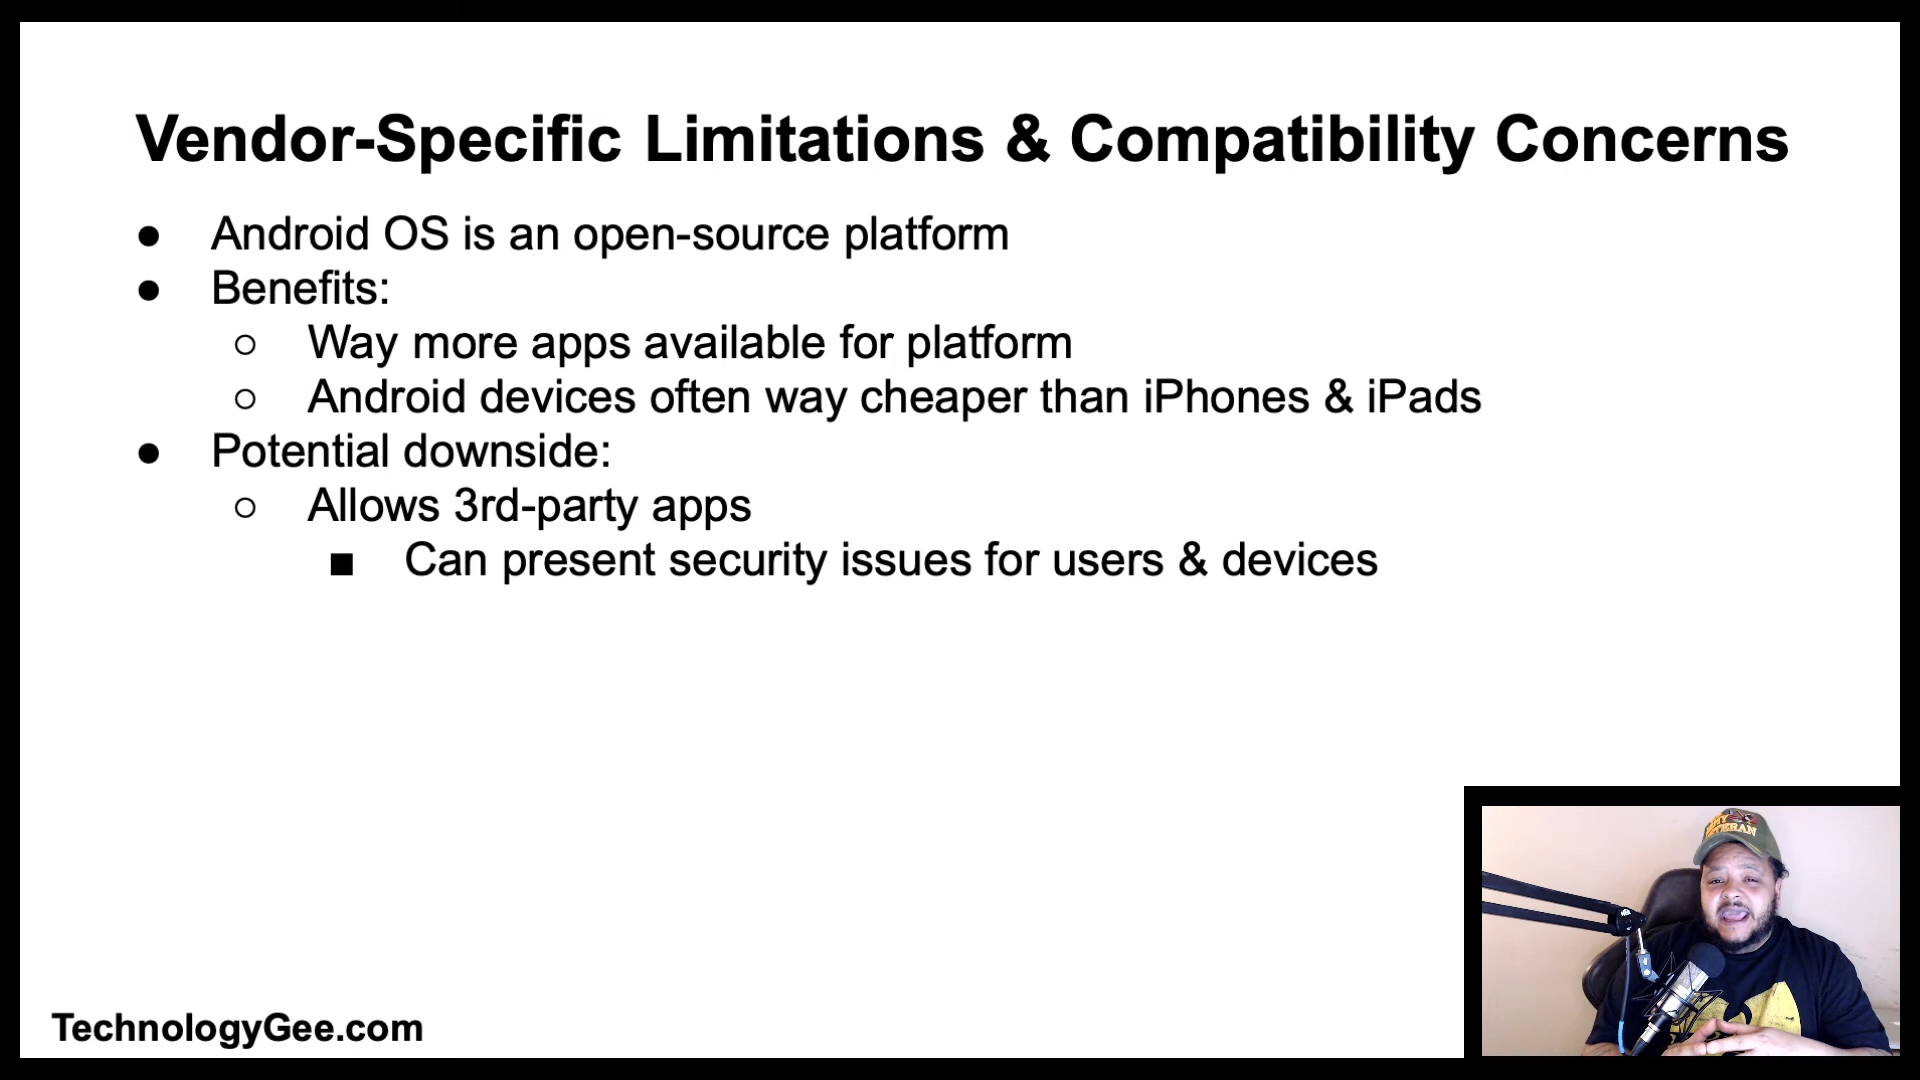 Vendor-Specific Limitations & Compatibility Concerns
● Android OS is an open-source platform
● Benefits:
○ Way more apps available for platform
○ Android devices often way cheaper than iPhones & iPads
● Potential downside:
○ Allows 3rd-party apps
■ Can present security issues for users & devices
VETERAN
TechnologyGee.com